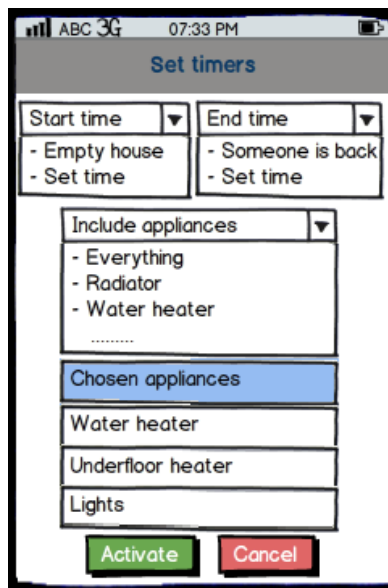 ABC 3G 07:33 PM
Set timers
Start time End time
- Empty house - Someone is back
- Set time - Set time
Include appliances
- Everything
- Radiator
- Water heater
.........
Chosen appliances
Water heater
Underfloor heater
Lights
Activate Cancel